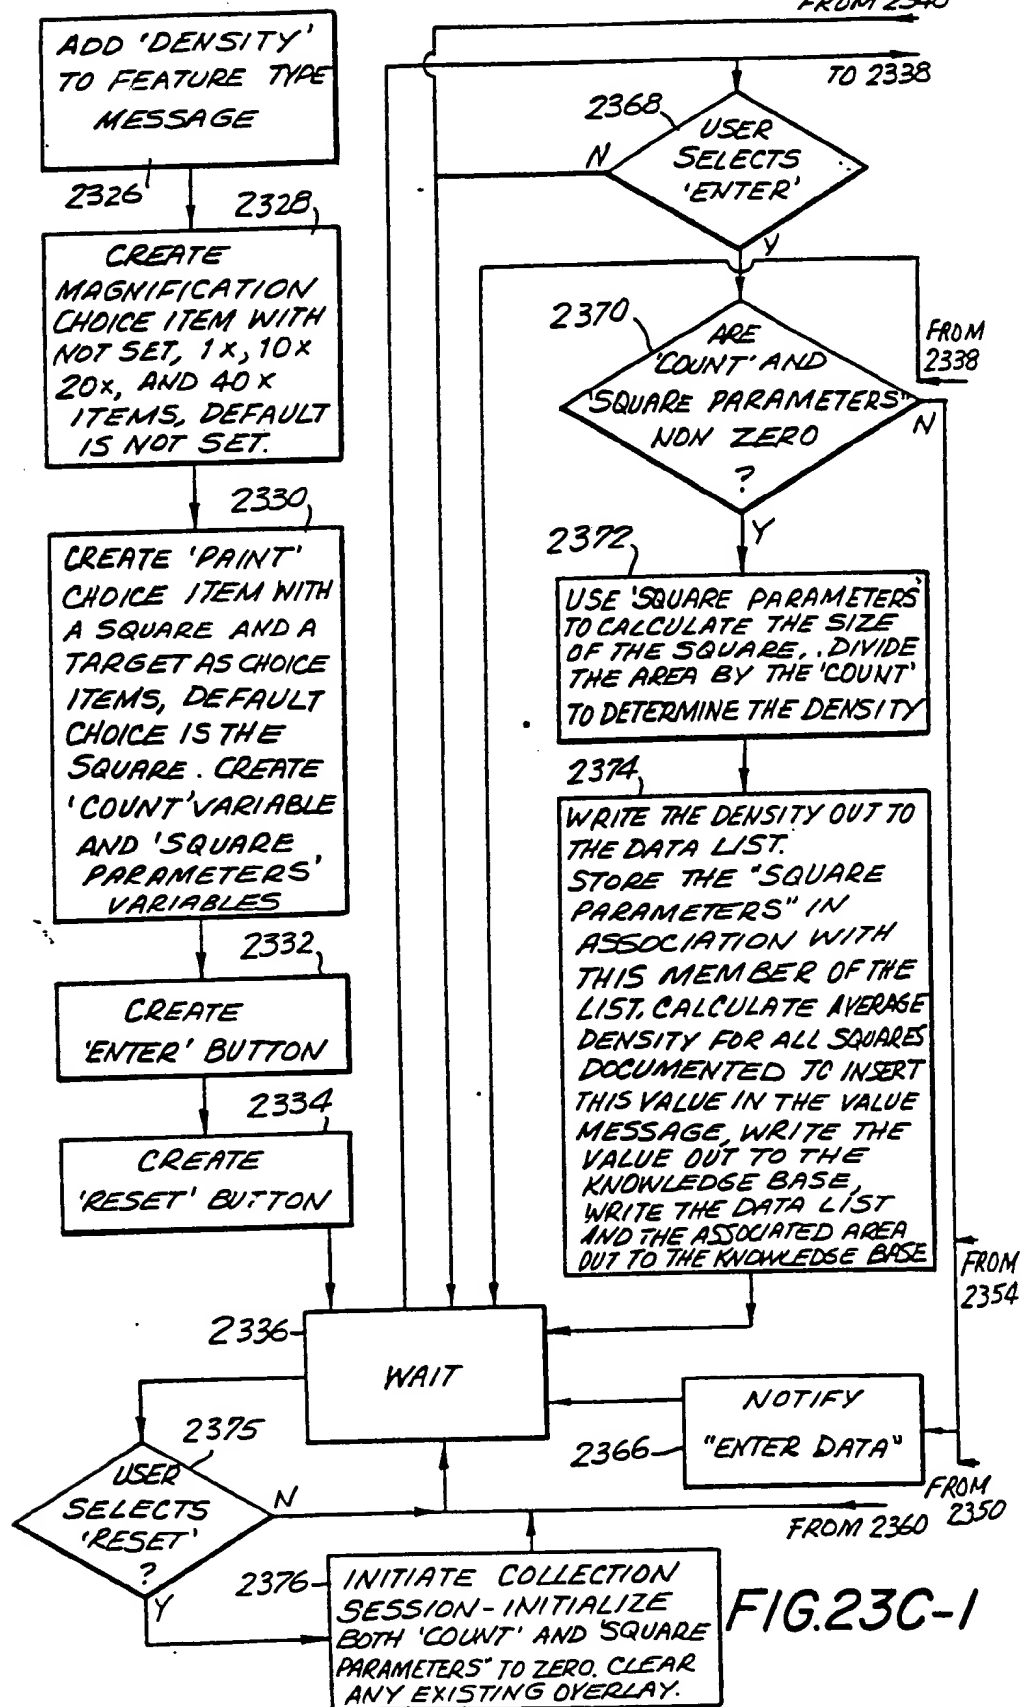 ADD 'DENSITY'
TO FEATURE TYPE
MESSAGE
2326
2328
CREATE
MAGNIFICATION
CHOICE ITEM WITH
NOT SET, 1x, 10x
20x, AND 40x
ITEMS, DEFAULT
IS NOT SET.
2330
CREATE 'PAINT'
CHOICE ITEM WITH
A SQUARE AND A
TARGET AS CHOICE
ITEMS, DEFAULT
CHOICE IS THE
SQUARE. CREATE
'COUNT' VARIABLE
AND 'SQUARE
PARAMETERS'
VARIABLES
2332
CREATE
'ENTER' BUTTON
2334
CREATE
'RESET' BUTTON
2336
WAIT
2375
USER
SELECTS
'RESET'
?
N
Y
2376
INITIATE COLLECTION
SESSION-INITIALIZE
BOTH 'COUNT' AND 'SQUARE
PARAMETERS" TO ZERO. CLEAR
ANY EXISTING OVERLAY.
FROM 2340
TO 2338
2368
USER
SELECTS
'ENTER'
N
Y
2370
ARE
'COUNT' AND
'SQUARE PARAMETERS"
NON ZERO
?
N
Y
FROM
2338
2372
USE 'SQUARE PARAMETERS'
TO CALCULATE THE SIZE
OF THE SQUARE.. DIVIDE
THE AREA BY THE 'COUNT'
TO DETERMINE THE DENSITY
2374
WRITE THE DENSITY OUT TO
THE DATA LIST.
STORE THE "SQUARE
PARAMETERS" IN
ASSOCIATION WITH
THIS MEMBER OF THE
LIST. CALCULATE AVERAGE
DENSITY FOR ALL SQUARES
DOCUMENTED TO INSERT
THIS VALUE IN THE VALUE
MESSAGE, WRITE THE
VALUE OUT TO THE
KNOWLEDGE BASE,
WRITE THE DATA LIST
AND THE ASSOCIATED AREA
OUT TO THE KNOWLEDGE BASE
FROM
2354
NOTIFY
"ENTER DATA"
2366
FROM
2350
FROM 2360
FIG.23C-1